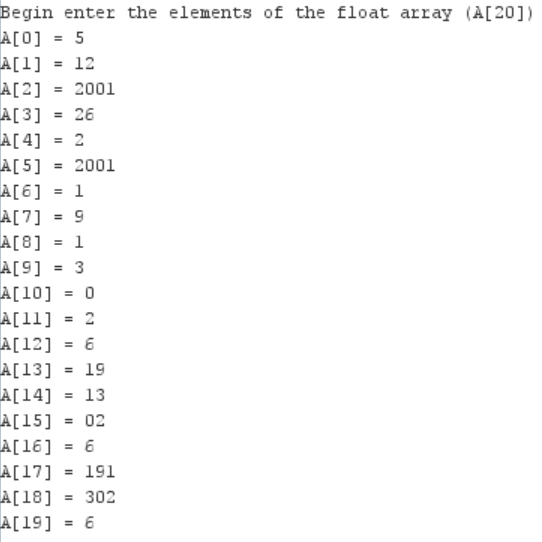 Begin enter the elements of the float array (A[20])
A[0] = 5
A[1] = 12
A[2] = 2001
A[3] = 26
A[4] = 2
A[5] = 2001
A[6] = 1
A[7] = 9
A[8] = 1
A[9] = 3
A[10] = 0
A[11] = 2
A[12] = 6
A[13] = 19
A[14] = 13
A[15] = 02
A[16] = 6
A[17] = 191
A[18] = 302
A[19] = 6